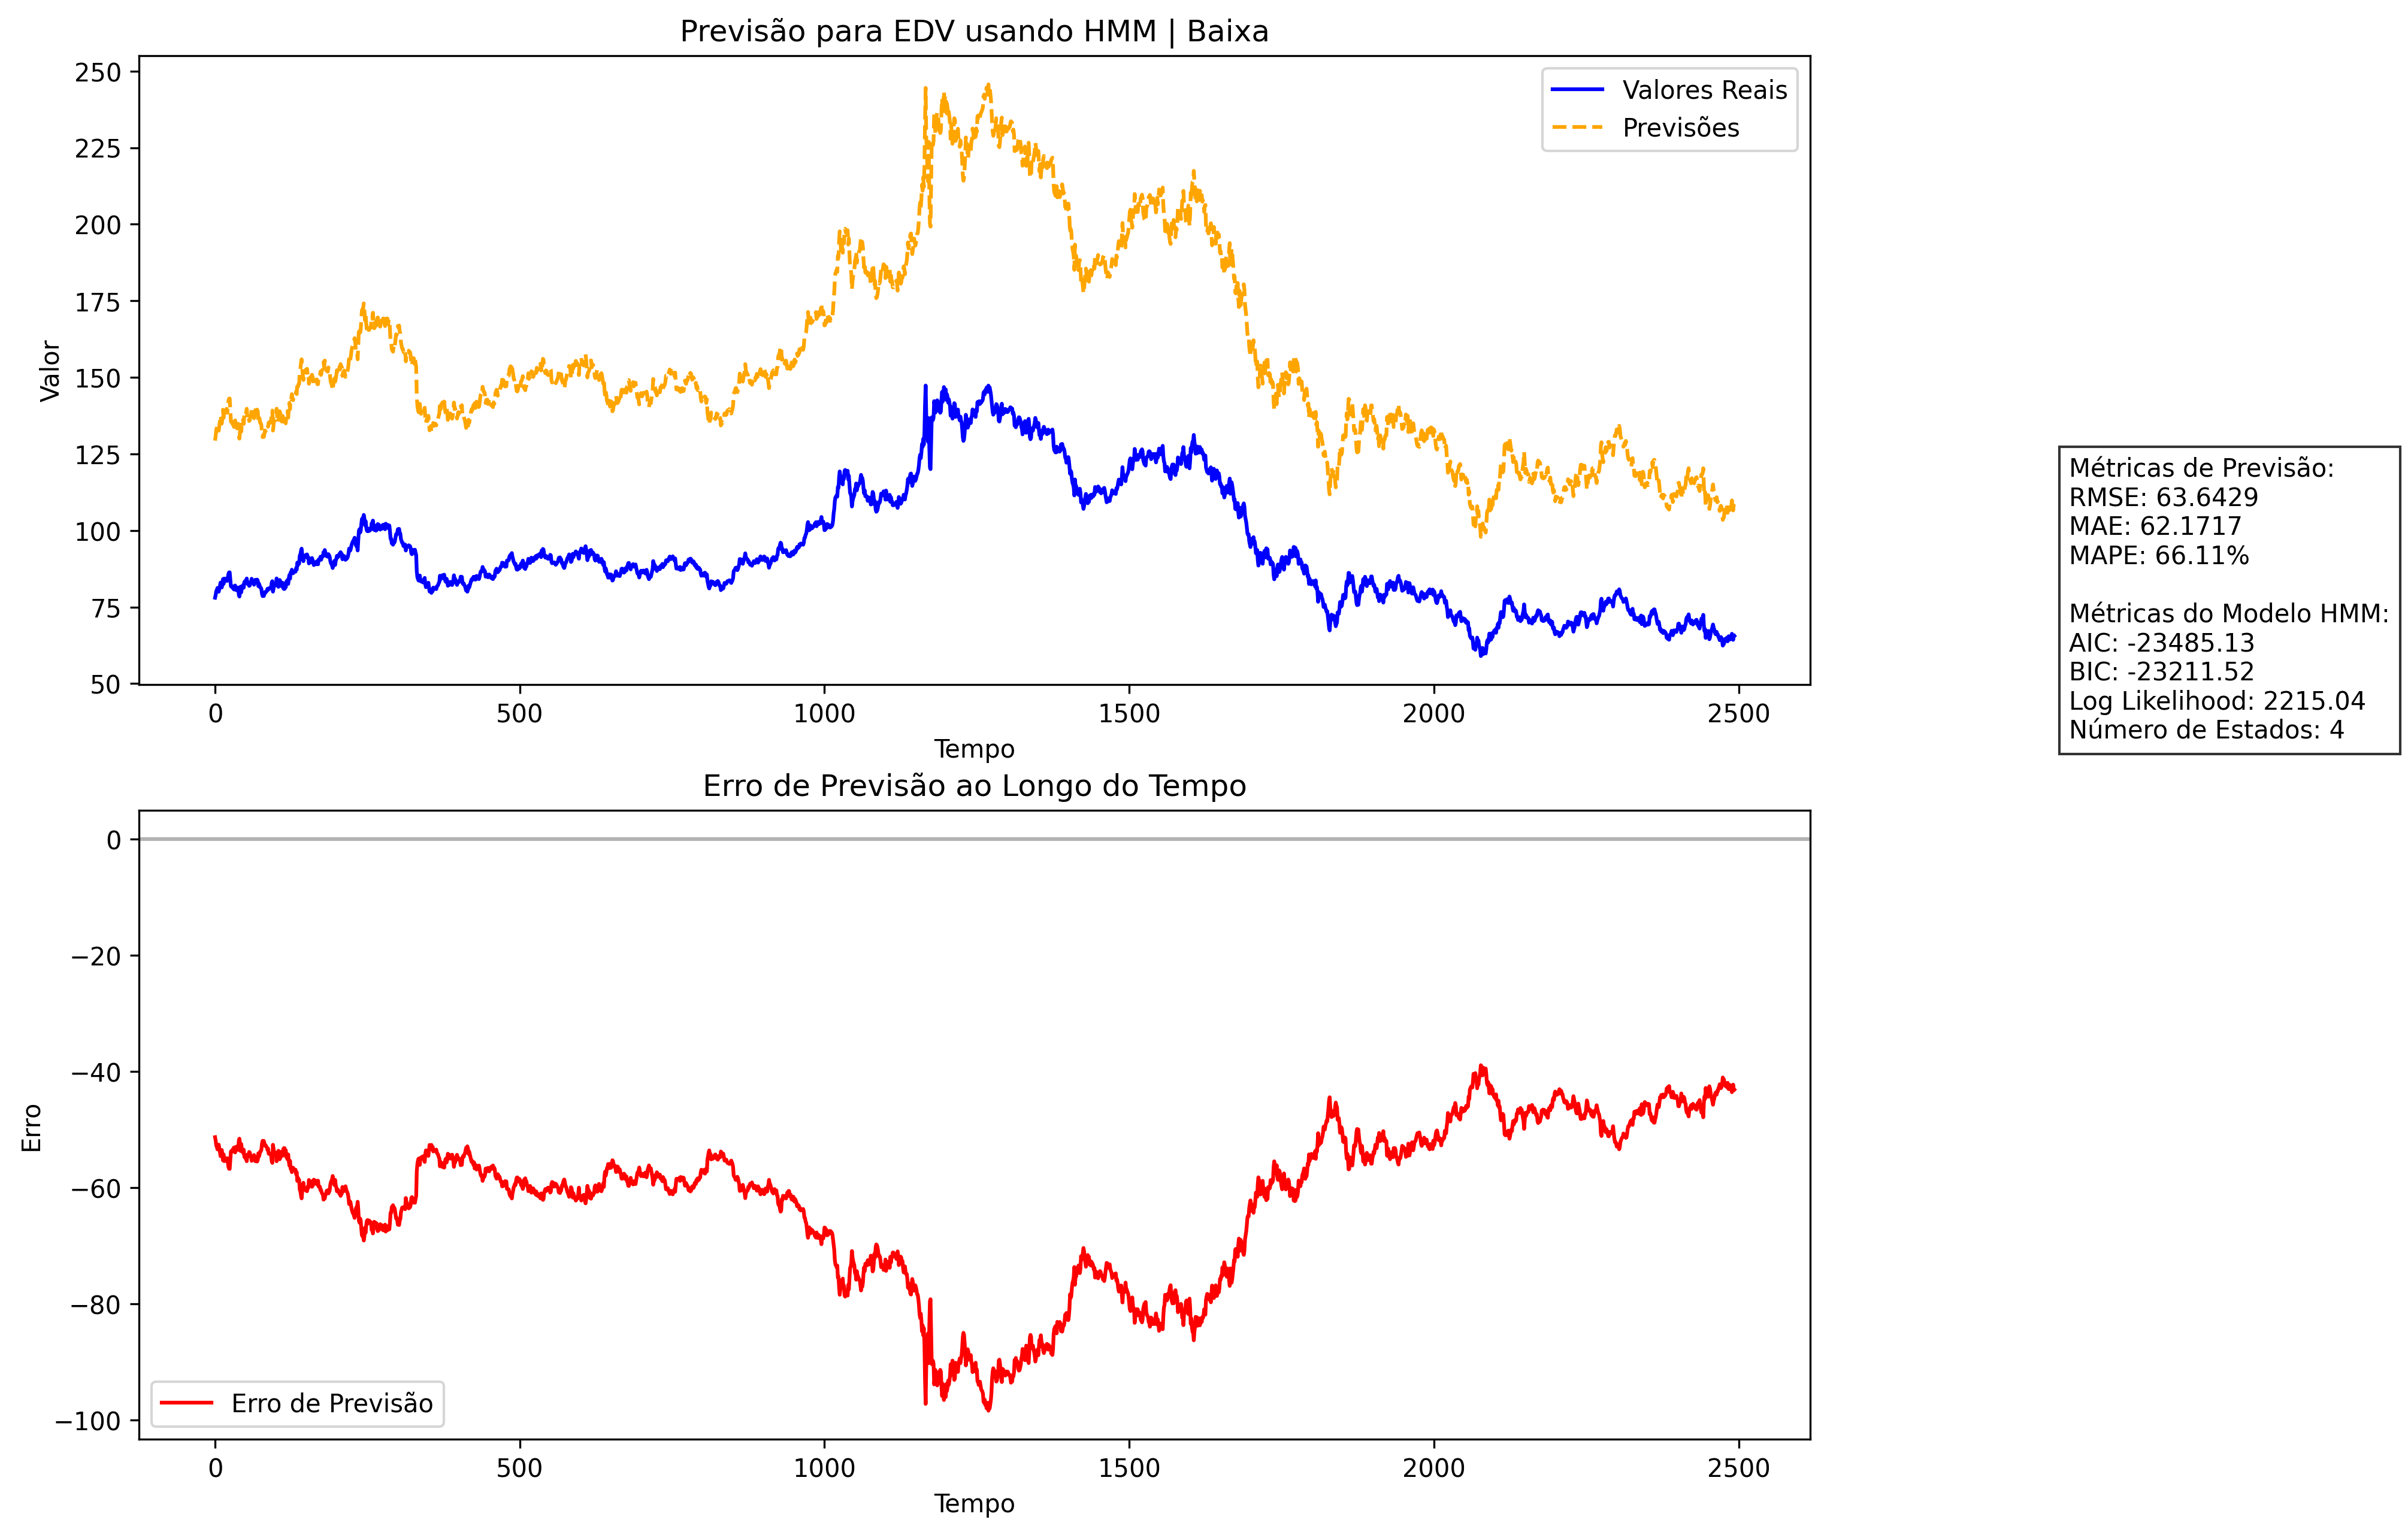 Previsão para EDV usando HMM | Baixa
250
225
200
175
150
125
100
75
50
Valor
Valores Reais
Previsões
0 500 1000 1500 2000 2500
Tempo
Métricas de Previsão:
RMSE: 63.6429
MAE: 62.1717
MAPE: 66.11%
Métricas do Modelo HMM:
AIC: -23485.13
BIC: -23211.52
Log Likelihood: 2215.04
Número de Estados: 4
Erro de Previsão ao Longo do Tempo
0
−20
−40
−60
−80
−100
Erro
Erro de Previsão
0 500 1000 1500 2000 2500
Tempo